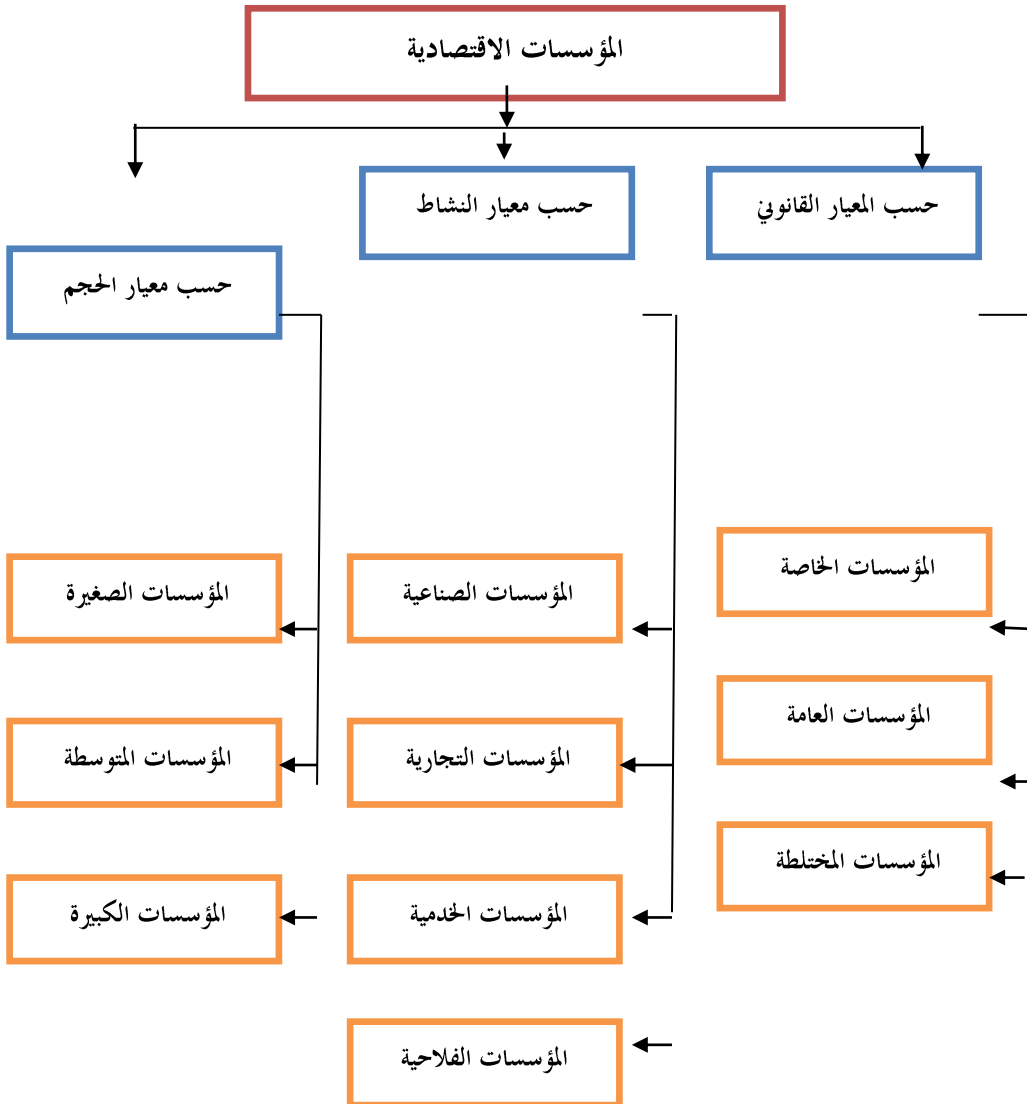 المؤسسات الاقتصادية
حسب المعيار القانوني
حسب معيار النشاط
حسب معيار الحجم
المؤسسات الخاصة
المؤسسات العامة
المؤسسات المختلطة
المؤسسات الصناعية
المؤسسات التجارية
المؤسسات الخدمية
المؤسسات الفلاحية
المؤسسات الصغيرة
المؤسسات المتوسطة
المؤسسات الكبيرة